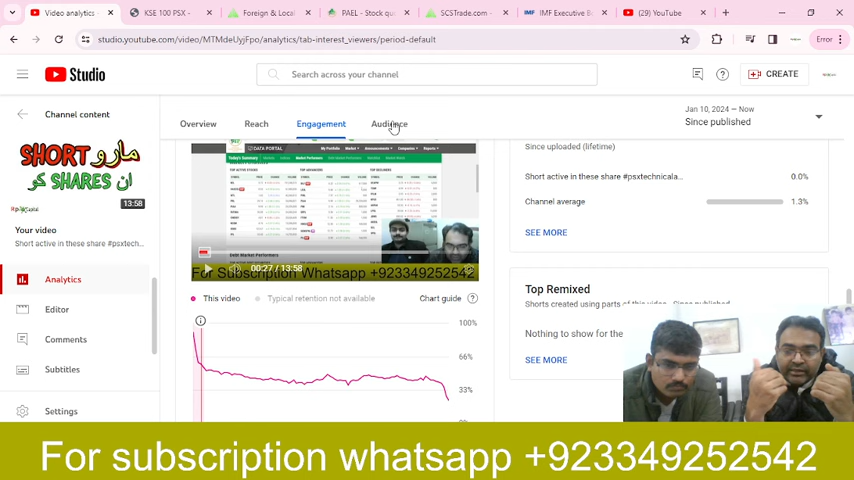 Video analytics -
KSE 100 PSX -
Foreign & Local
PAEL - Stock qu
SCSTrade.com -
IMF Executive B
(29) YouTube
studio.youtube.com/video/MTMdeUyjFpo/analytics/tab-interest_viewers/period-default
Error
Studio
Search across your channel
CREATE
Channel content
Overview
Reach
Engagement
Audience
Jan 10, 2024 — Now
Since published
SHORT مارو
ان SHARES کر
13:58
Your video
Short active in these share #psxtech...
Analytics
Editor
Comments
Subtitles
Settings
DATA PORTAL
00:27 / 13:58
For Subscription Whatsapp +923349252542
This video
Typical retention not available
Chart guide
100%
66%
33%
Since uploaded (lifetime)
Short active in these share #psxtechnicala...
0.0%
Channel average
1.3%
SEE MORE
Top Remixed
Shorts created using parts of this video · Since published
Nothing to show for the
SEE MORE
For subscription whatsapp +923349252542